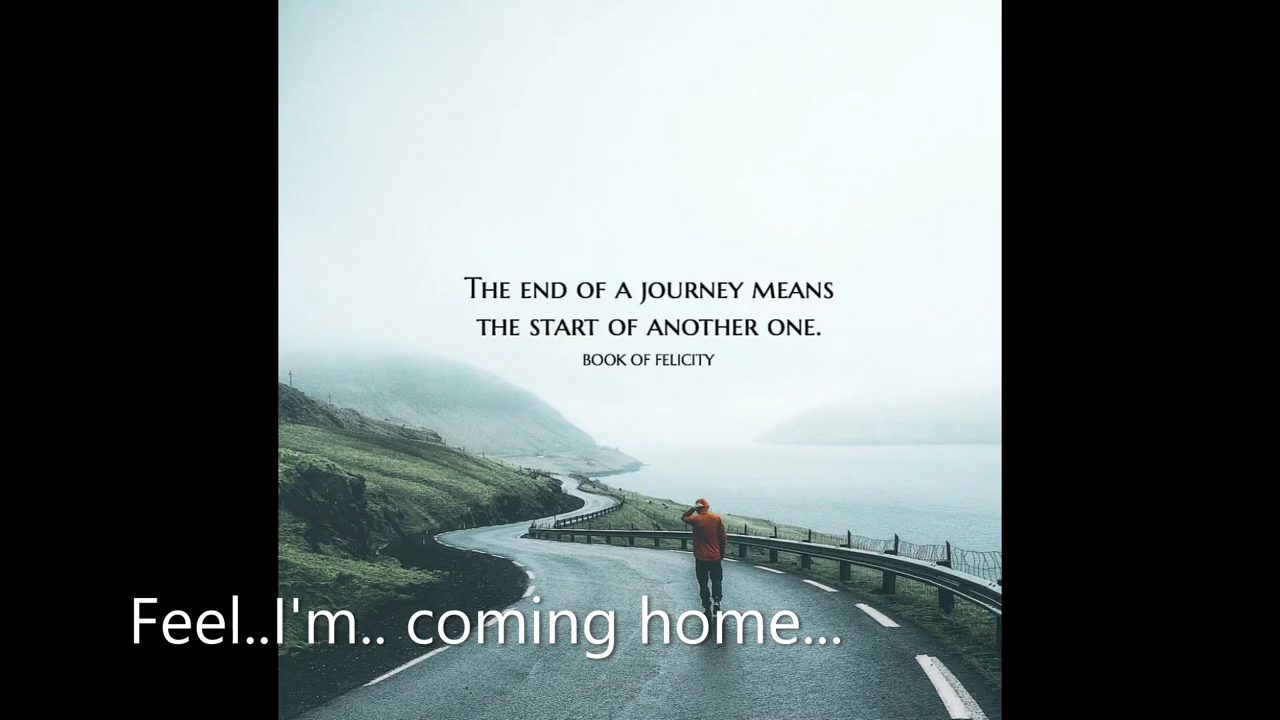 The end of a journey means
the start of another one.
BOOK OF FELICITY
Feel..I'm.. coming home...